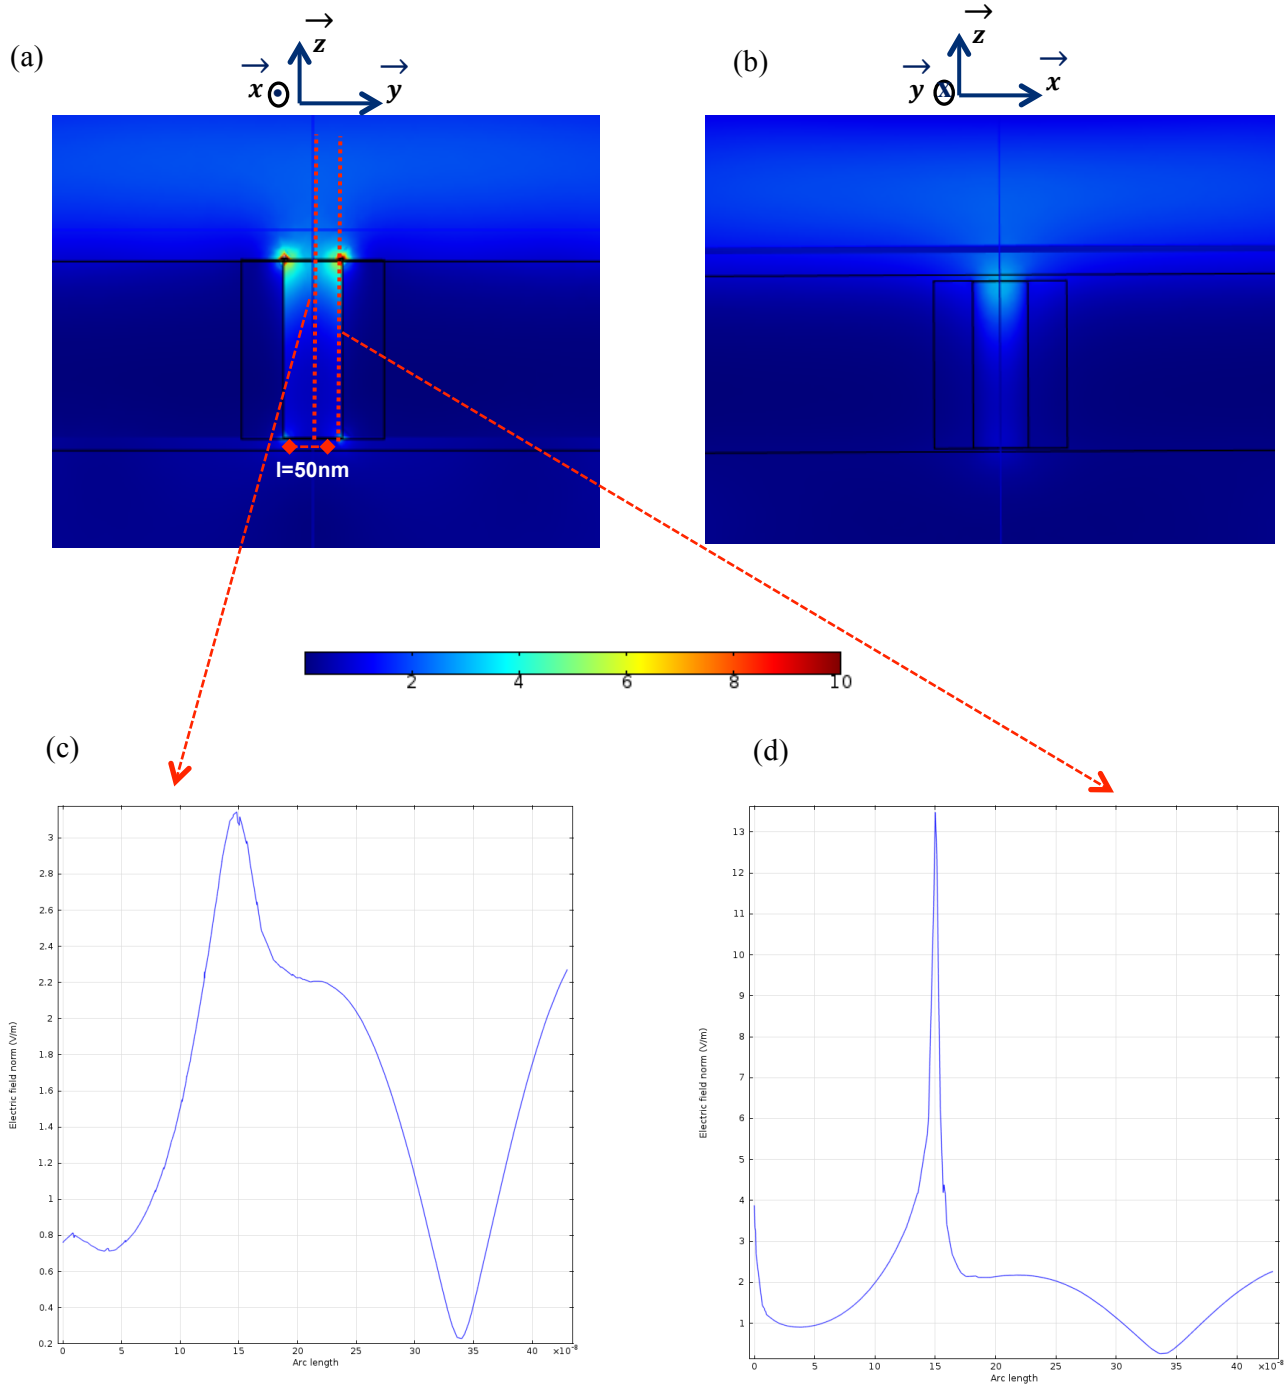 (a)
z
x
y
(b)
z
y
x
x
l=50nm
2
4
6
8
10
(c)
(d)
3
2.8
2.6
2.4
2.2
2
1.8
1.6
1.4
1.2
1
0.8
0.6
0.4
0.2
Electric field norm (V/m)
0 5 10 15 20 25 30 35 40 ×10⁻⁸
Arc length
13
12
11
10
9
8
7
6
5
4
3
2
1
Electric field norm (V/m)
0 5 10 15 20 25 30 35 40 ×10⁻⁸
Arc length